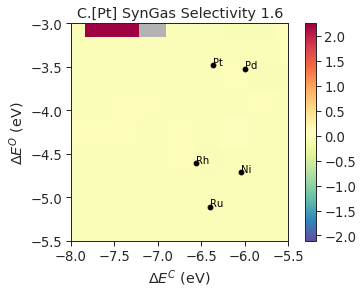 C.[Pt] SynGas Selectivity 1.6
−3.0
−3.5
−4.0
−4.5
−5.0
−5.5
ΔE^O (eV)
Pt
Pd
Rh
Ni
Ru
−8.0 −7.5 −7.0 −6.5 −6.0 −5.5
ΔE^C (eV)
2.0
1.5
1.0
0.5
0.0
−0.5
−1.0
−1.5
−2.0